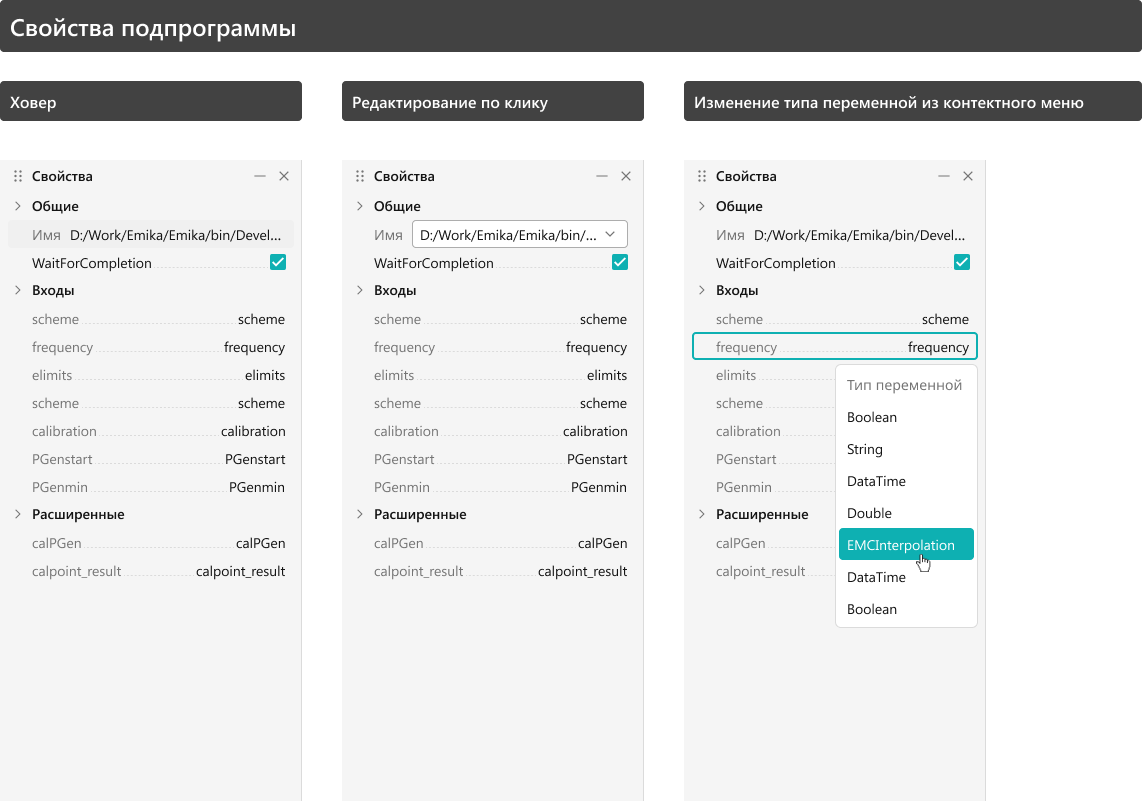 Свойства подпрограммы
Ховер
Свойства
Общие
Имя D:/Work/Emika/Emika/bin/Devel...
WaitForCompletion
Входы
scheme scheme
frequency frequency
elimits elimits
scheme scheme
calibration calibration
PGenstart PGenstart
PGenmin PGenmin
Расширенные
calPGen calPGen
calpoint_result calpoint_result
Редактирование по клику
Свойства
Общие
Имя D:/Work/Emika/Emika/bin/...
WaitForCompletion
Входы
scheme scheme
frequency frequency
elimits elimits
scheme scheme
calibration calibration
PGenstart PGenstart
PGenmin PGenmin
Расширенные
calPGen calPGen
calpoint_result calpoint_result
Изменение типа переменной из контектного меню
Свойства
Общие
Имя D:/Work/Emika/Emika/bin/Devel...
WaitForCompletion
Входы
scheme scheme
frequency frequency
elimits
scheme
calibration
PGenstart
PGenmin
Расширенные
calPGen
calpoint_result
Тип переменной
Boolean
String
DataTime
Double
EMCInterpolation
DataTime
Boolean